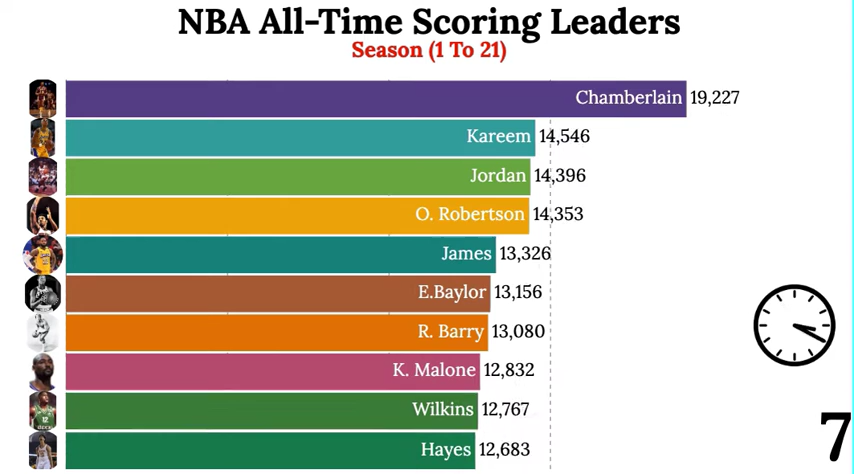 NBA All-Time Scoring Leaders
Season (1 To 21)
Chamberlain 19,227
Kareem 14,546
Jordan 14,396
O. Robertson 14,353
James 13,326
E.Baylor 13,156
R. Barry 13,080
K. Malone 12,832
Wilkins 12,767
Hayes 12,683
7